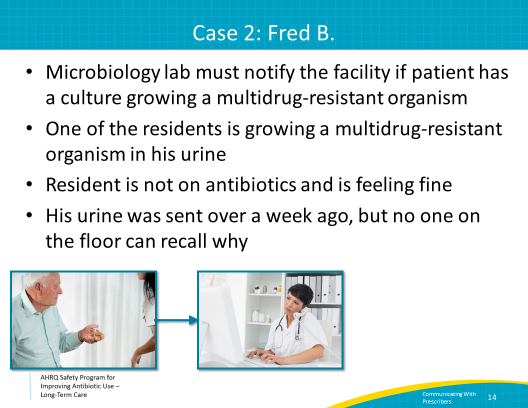 Case 2: Fred B.
• Microbiology lab must notify the facility if patient has
a culture growing a multidrug-resistant organism
• One of the residents is growing a multidrug-resistant
organism in his urine
• Resident is not on antibiotics and is feeling fine
• His urine was sent over a week ago, but no one on
the floor can recall why
AHRQ Safety Program for
Improving Antibiotic Use –
Long-Term Care
Communicating With
Prescribers
14